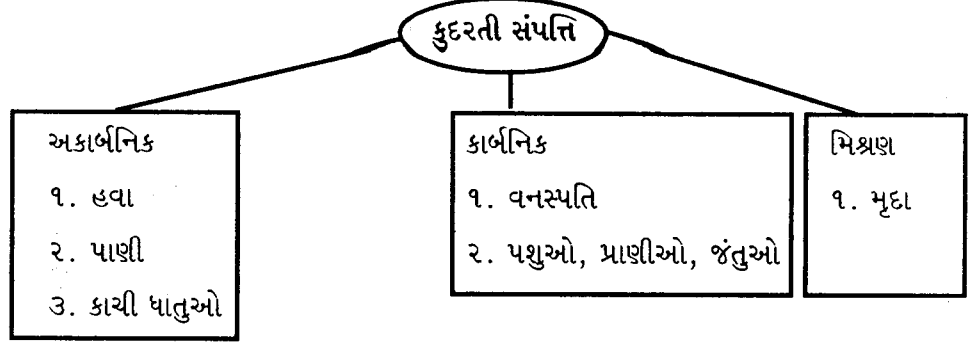 કુદરતી સંપત્તિ
અકાર્બનિક
૧. હવા
૨. પાણી
૩. કાચી ધાતુઓ
કાર્બનિક
૧. વનસ્પતિ
૨. પશુઓ, પ્રાણીઓ, જંતુઓ
મિશ્રણ
૧. મૃદા